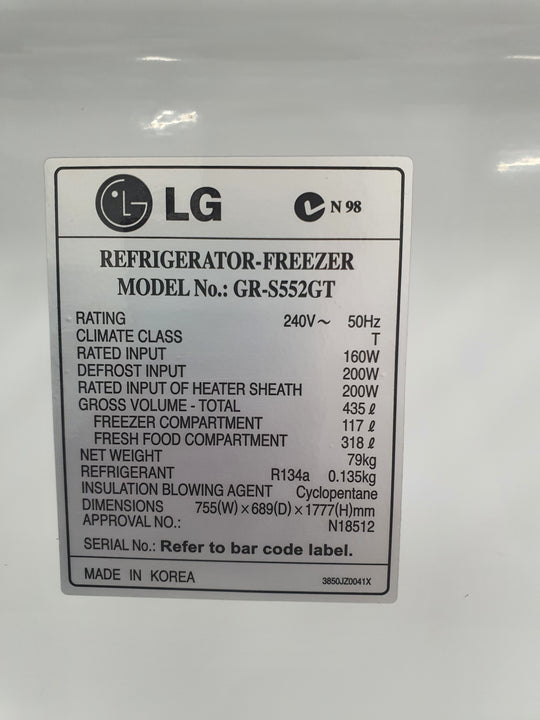 LG N 98
REFRIGERATOR-FREEZER
MODEL No.: GR-S552GT
RATING 240V~ 50Hz
CLIMATE CLASS T
RATED INPUT 160W
DEFROST INPUT 200W
RATED INPUT OF HEATER SHEATH 200W
GROSS VOLUME - TOTAL 435 ℓ
FREEZER COMPARTMENT 117 ℓ
FRESH FOOD COMPARTMENT 318 ℓ
NET WEIGHT 79kg
REFRIGERANT R134a 0.135kg
INSULATION BLOWING AGENT Cyclopentane
DIMENSIONS 755(W)×689(D)×1777(H)mm
APPROVAL NO.: N18512
SERIAL No.: Refer to bar code label.
MADE IN KOREA 3850JZ0041X